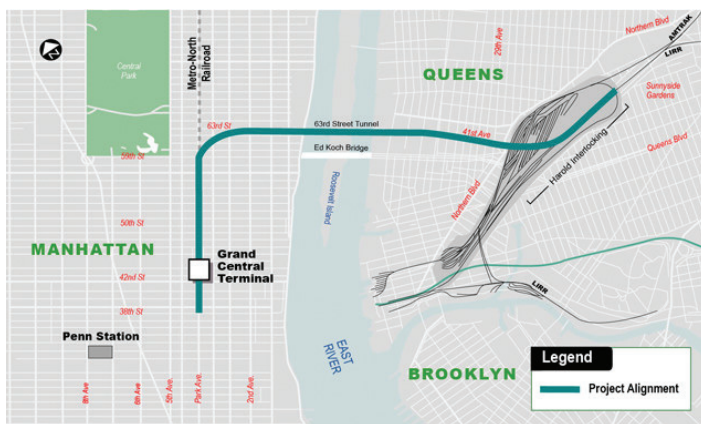 Northern Blvd
AMTRAK
LIRR
29th Ave
Central
Park
Metro-North
Railroad
QUEENS
Sunnyside
Gardens
63rd St
63rd Street Tunnel
41st Ave
Queens Blvd
59th St
Ed Koch Bridge
Harold Interlocking
Roosevelt Island
Northern Blvd
50th St
MANHATTAN
Grand
Central
Terminal
42nd St
LIRR
38th St
Penn Station
EAST
RIVER
Legend
BROOKLYN
Project Alignment
8th Ave
6th Ave
5th Ave.
Park Ave.
2nd Ave.